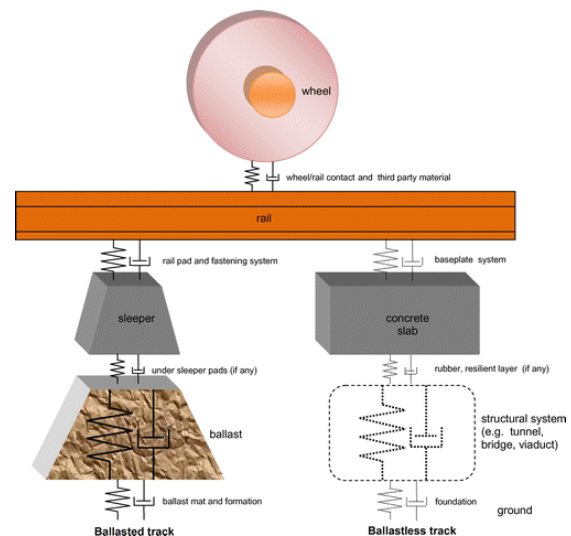 wheel
wheel/rail contact and third party material
rail
rail pad and fastening system
baseplate system
sleeper
concrete
slab
under sleeper pads (if any)
rubber, resilient layer (if any)
ballast
structural system
(e.g. tunnel,
bridge, viaduct)
ballast mat and formation
foundation
ground
Ballasted track
Ballastless track